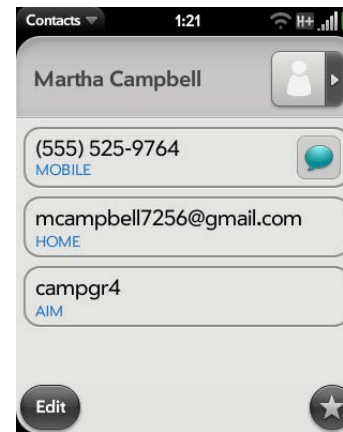 Contacts
1:21
H+
Martha Campbell
(555) 525-9764
MOBILE
mcampbell7256@gmail.com
HOME
campgr4
AIM
Edit